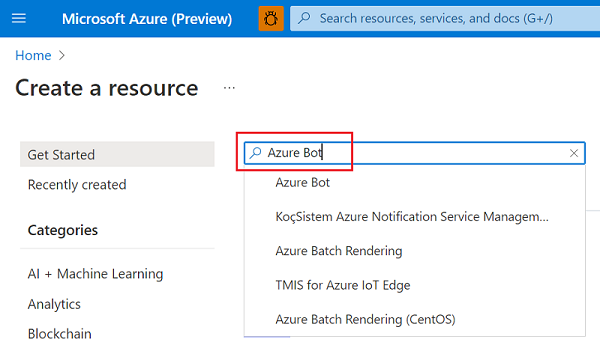 Microsoft Azure (Preview)
Search resources, services, and docs (G+/)
Home
Create a resource
...
Get Started
Recently created
Categories
AI + Machine Learning
Analytics
Blockchain
Azure Bot
Azure Bot
KoçSistem Azure Notification Service Managem...
Azure Batch Rendering
TMIS for Azure IoT Edge
Azure Batch Rendering (CentOS)